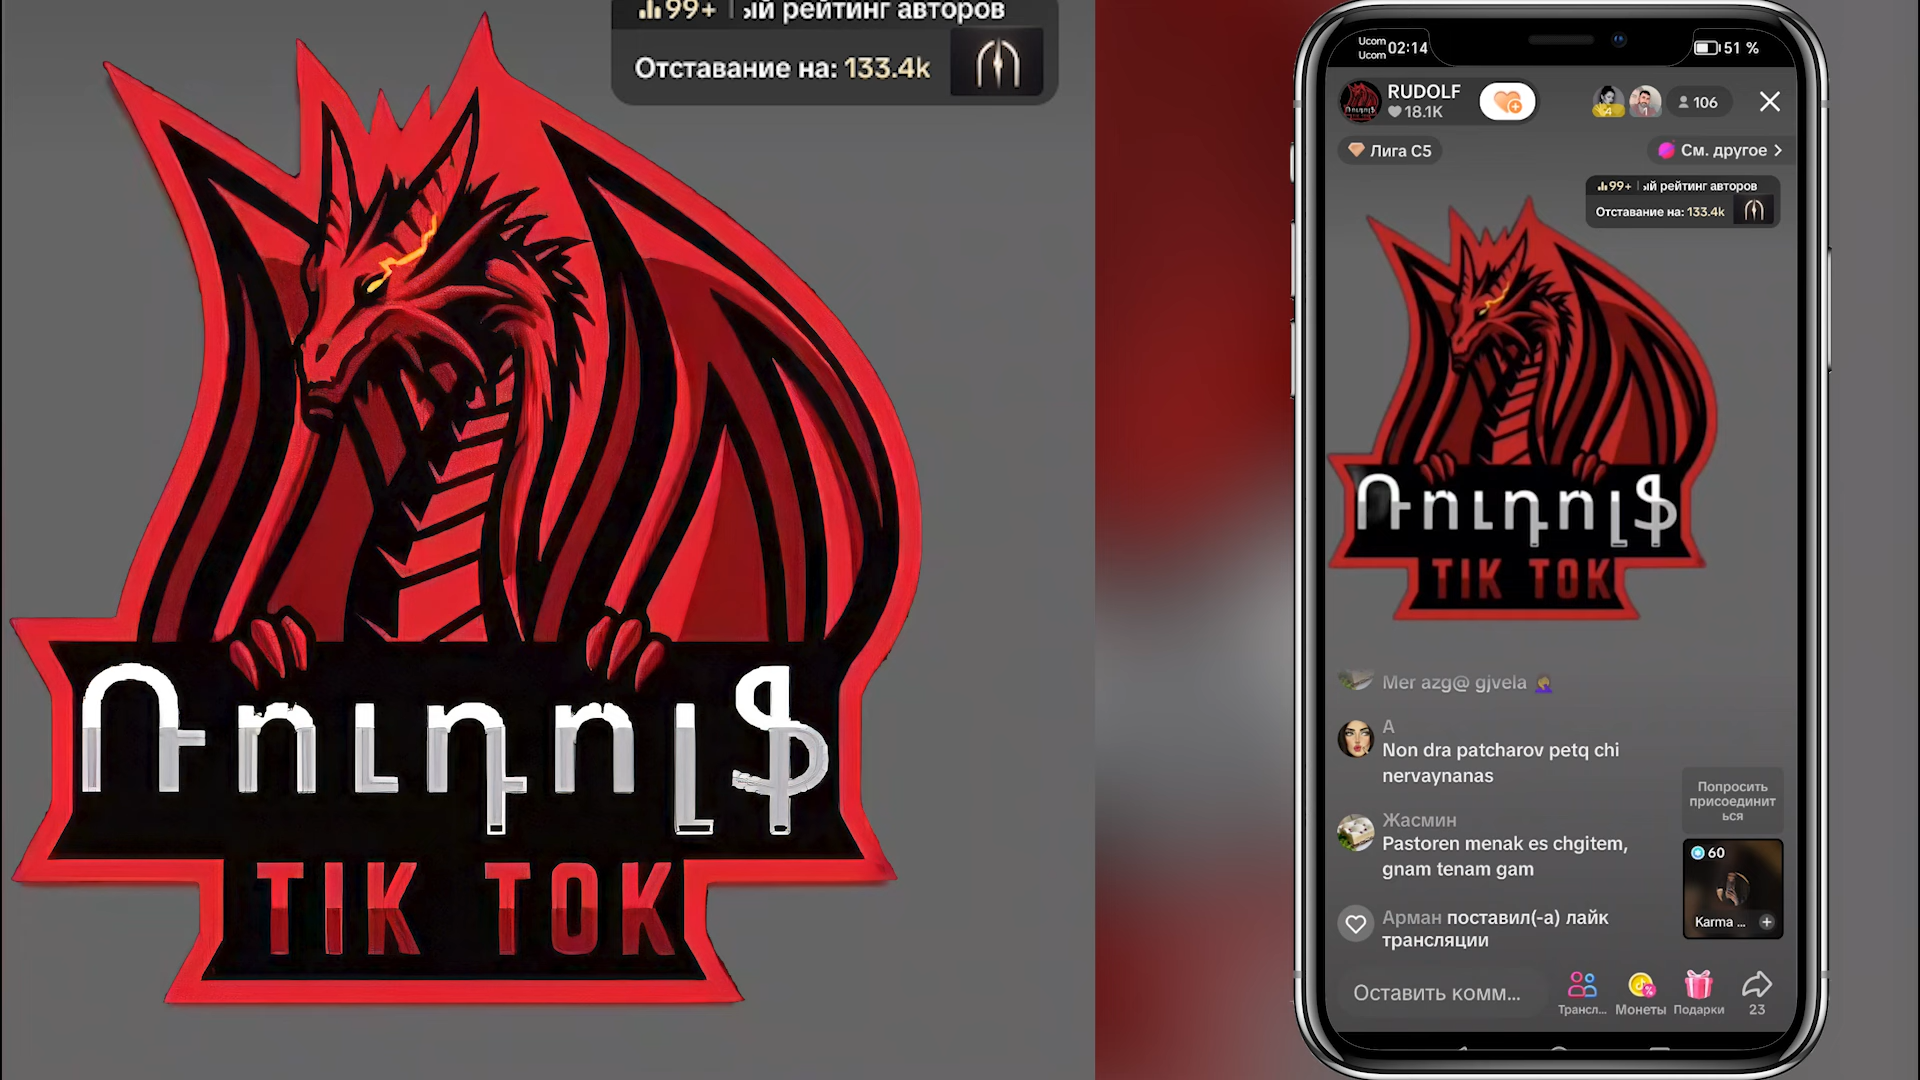 99+ ый рейтинг авторов
Отставание на: 133.4k
Ռուդոլֆ
TIK TOK
Ucom
Ucom
02:14
51 %
RUDOLF
18.1K
4
1
106
Лига C5
См. другое
99+ ый рейтинг авторов
Отставание на: 133.4k
Ռուդոլֆ
TIK TOK
Mer azg@ gjvela
A
Non dra patcharov petq chi
nervaynanas
Жасмин
Pastoren menak es chgitem,
gnam tenam gam
Арман поставил(-а) лайк
трансляции
Попросить
присоединит
ься
60
Karma ...
Оставить комм...
Трансл...
Монеты
Подарки
23